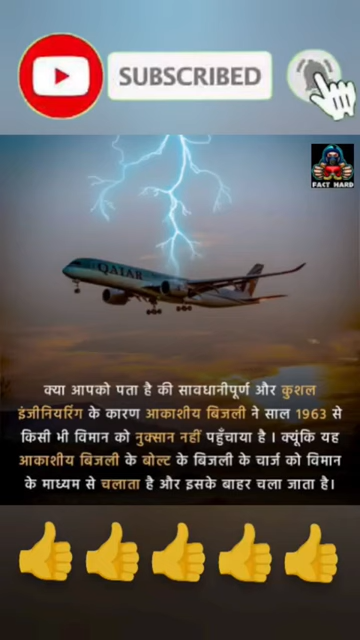 SUBSCRIBED
FACT HARD
QATAR
क्या आपको पता है की सावधानीपूर्ण और कुशल
इंजीनियरिंग के कारण आकाशीय बिजली ने साल 1963 से
किसी भी विमान को नुक्सान नहीं पहुँचाया है । क्यूंकि यह
आकाशीय बिजली के बोल्ट के बिजली के चार्ज को विमान
के माध्यम से चलाता है और इसके बाहर चला जाता है।